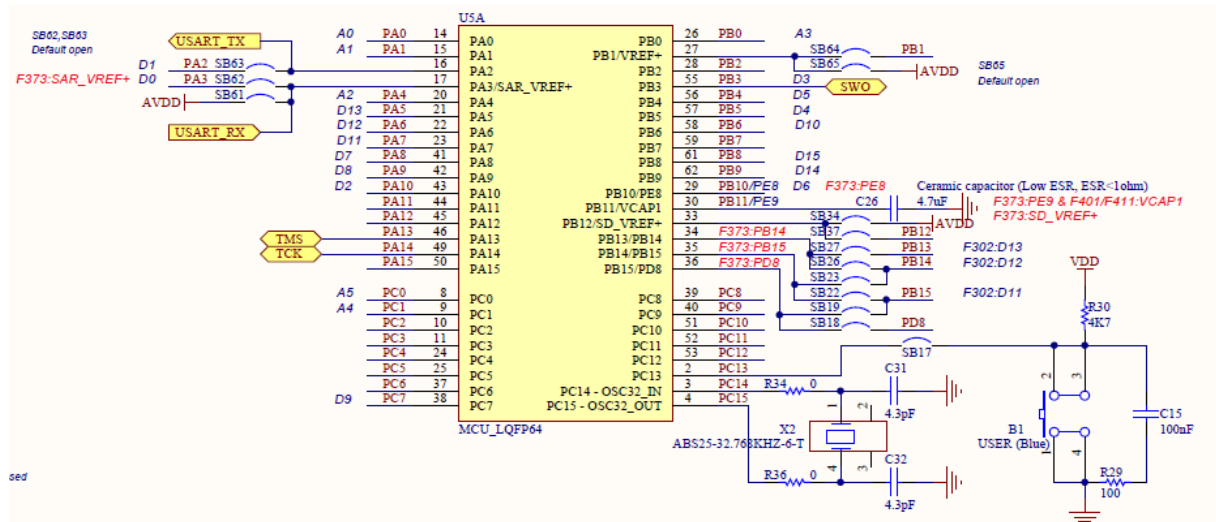 U5A
SB62,SB63
Default open
USART_TX
D1 PA2 SB63
F373:SAR_VREF+ D0 PA3 SB62
AVDD SB61
USART_RX
A0 PA0 14 PA0
A1 PA1 15 PA1
16 PA2
17 PA3/SAR_VREF+
A2 PA4 20 PA4
D13 PA5 21 PA5
D12 PA6 22 PA6
D11 PA7 23 PA7
D7 PA8 41 PA8
D8 PA9 42 PA9
D2 PA10 43 PA10
PA11 44 PA11
PA12 45 PA12
TMS PA13 46 PA13
TCK PA14 49 PA14
PA15 50 PA15
A5 PC0 8 PC0
A4 PC1 9 PC1
PC2 10 PC2
PC3 11 PC3
PC4 24 PC4
PC5 25 PC5
PC6 37 PC6
D9 PC7 38 PC7
MCU_LQFP64
PB0 26 PB0 A3
PB1/VREF+ 27 SB64 PB1
PB2 28 PB2 SB65 AVDD
SB65
Default open
PB3 55 PB3 D3 SWO
PB4 56 PB4 D5
PB5 57 PB5 D4
PB6 58 PB6 D10
PB7 59 PB7
PB8 61 PB8 D15
PB9 62 PB9 D14
PB10/PE8 29 PB10/PE8 D6 F373:PE8
PB11/VCAP1 30 PB11/PE9 C26 4.7uF
Ceramic capacitor (Low ESR, ESR<1ohm)
F373:PE9 & F401/F411:VCAP1
F373:SD_VREF+
PB12/SD_VREF+ 33 SB34 AVDD
SB37 PB12
PB13/PB14 34 F373:PB14 SB27 PB13 F302:D13
PB14/PB15 35 F373:PB15 SB26 PB14 F302:D12
PB15/PD8 36 F373:PD8 SB23
SB22 PB15 F302:D11
SB19
SB18 PD8
PC8 39 PC8
PC9 40 PC9
PC10 51 PC10
PC11 52 PC11
PC12 53 PC12
PC13 2 PC13 SB17
PC14 - OSC32_IN 3 PC14 R34 0
PC15 - OSC32_OUT 4 PC15
C31
4.3pF
1 2
X2
ABS25-32.768KHZ-6-T
4 3
R36 0
C32
4.3pF
VDD
R30
4K7
2 3
B1
USER (Blue)
1 4
C15
100nF
R29
100
sed